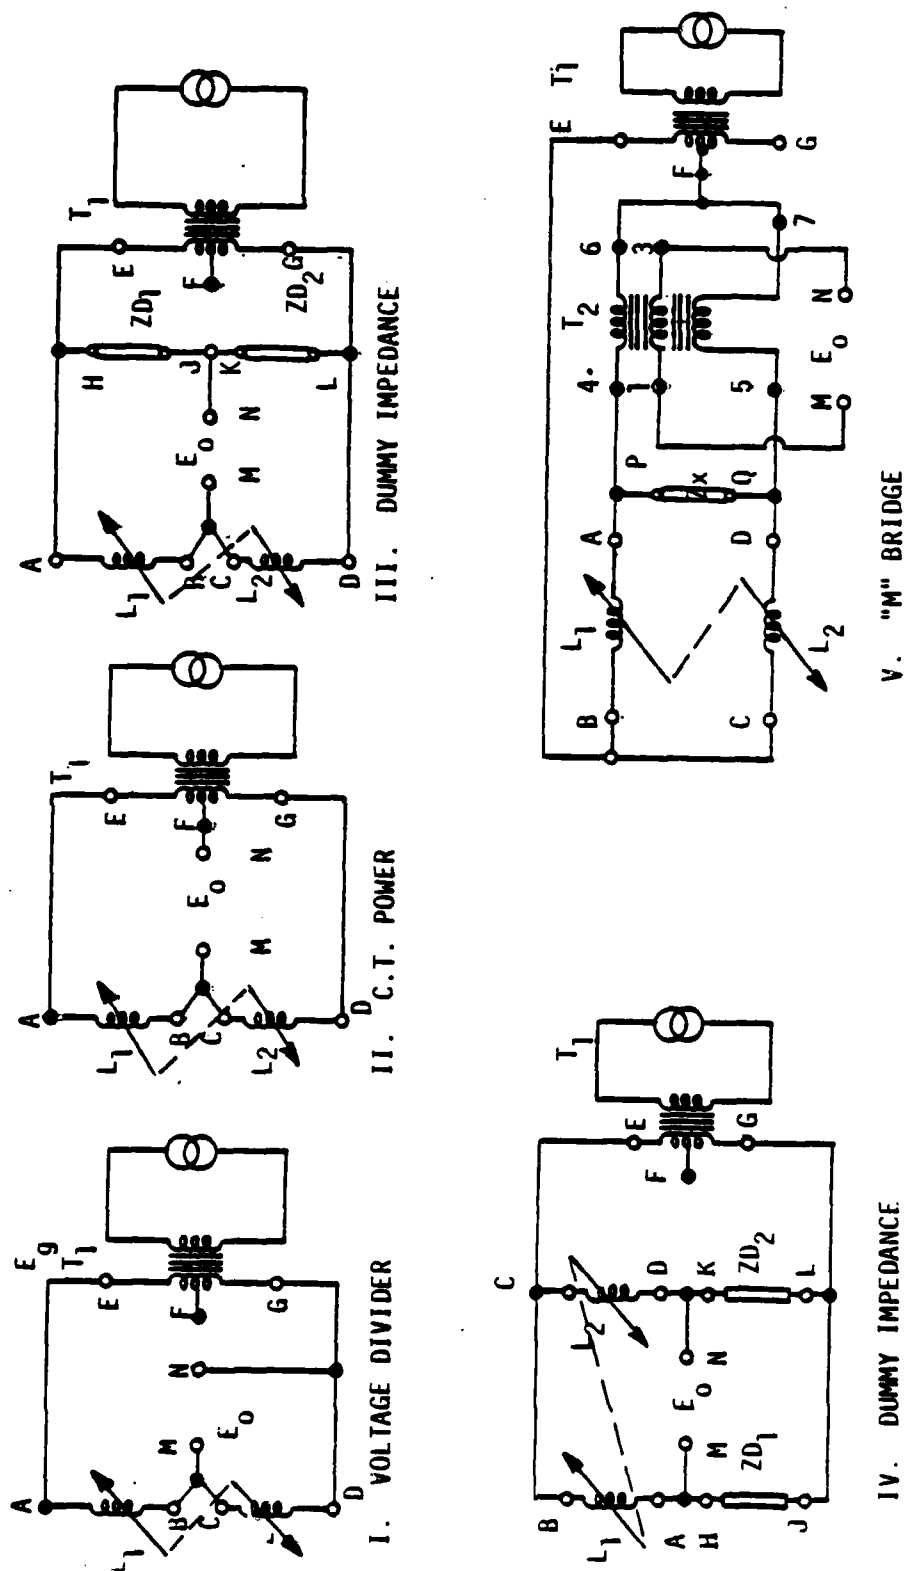 I. VOLTAGE DIVIDER
A
L1
B
C
D
M
E0
N
Eg
T1
E
F
G
II. C.T. POWER
A
L1
B
C
L2
D
M
E0
N
T1
E
F
G
III. DUMMY IMPEDANCE
A
L1
B
C
L2
D
M
E0
N
H
J
K
L
ZD1
ZD2
T1
E
F
G
IV. DUMMY IMPEDANCE
B
L1
A
H
J
M
ZD1
E0
N
C
L2
D
K
ZD2
L
T1
E
F
G
V. "M" BRIDGE
B
C
L1
L2
A
D
P
X
Q
4
1
5
T2
6
3
7
M
E0
N
E
F
G
T1